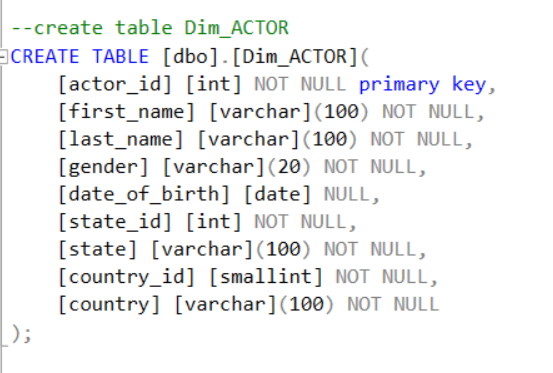 --create table Dim_ACTOR
CREATE TABLE [dbo].[Dim_ACTOR](
[actor_id] [int] NOT NULL primary key,
[first_name] [varchar](100) NOT NULL,
[last_name] [varchar](100) NOT NULL,
[gender] [varchar](20) NOT NULL,
[date_of_birth] [date] NULL,
[state_id] [int] NOT NULL,
[state] [varchar](100) NOT NULL,
[country_id] [smallint] NOT NULL,
[country] [varchar](100) NOT NULL
);